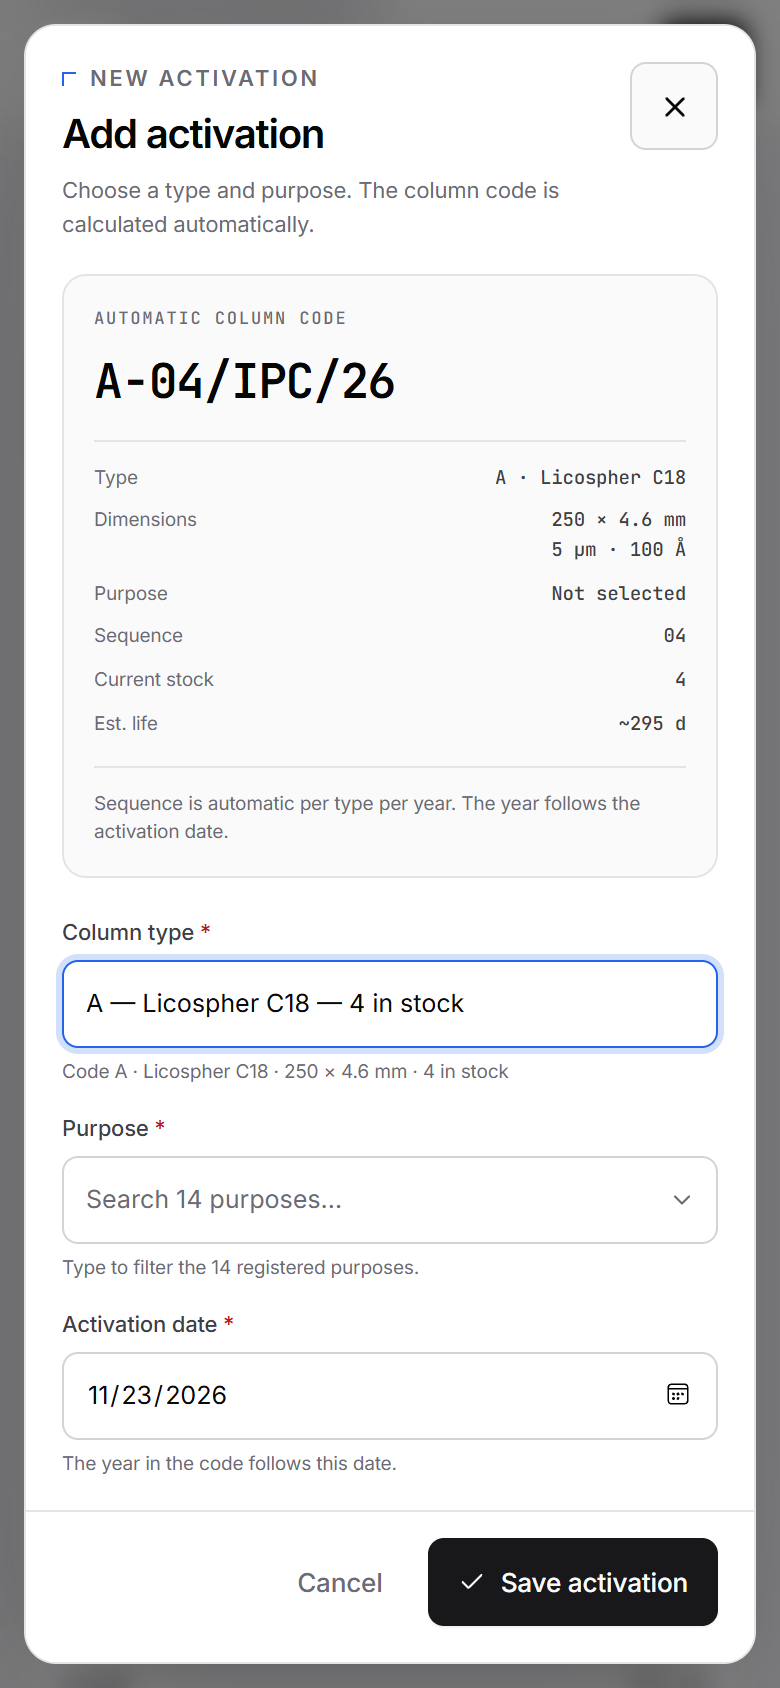 NEW ACTIVATION
Add activation
Choose a type and purpose. The column code is
calculated automatically.
AUTOMATIC COLUMN CODE
A-04/IPC/26
Type A · Licospher C18
Dimensions 250 × 4.6 mm
5 µm · 100 Å
Purpose Not selected
Sequence 04
Current stock 4
Est. life ~295 d
Sequence is automatic per type per year. The year follows the
activation date.
Column type *
A — Licospher C18 — 4 in stock
Code A · Licospher C18 · 250 × 4.6 mm · 4 in stock
Purpose *
Search 14 purposes...
Type to filter the 14 registered purposes.
Activation date *
11/23/2026
The year in the code follows this date.
Cancel Save activation